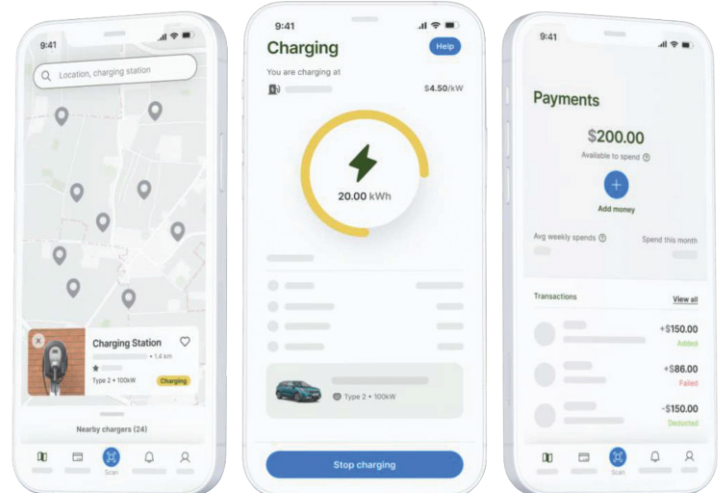 9:41
Location, charging station
Charging Station
• 1.4 km
Type 2 • 100kW
Charging
Nearby chargers (24)
Scan
9:41
Charging
Help
You are charging at
$4.50/kW
20.00 kWh
Type 2 • 100kW
Stop charging
9:41
Payments
$200.00
Available to spend
Add money
Avg weekly spends
Spend this month
Transactions
View all
+$150.00
Added
+$86.00
Failed
-$150.00
Deducted
Scan